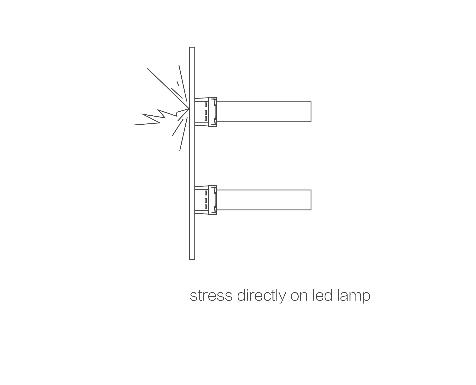 stress directly on led lamp